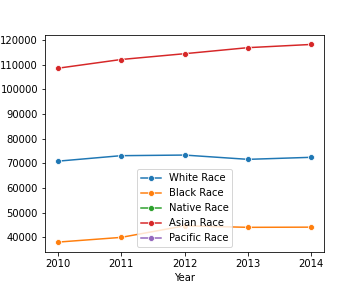 120000
110000
100000
90000
80000
70000
60000
50000
40000
White Race
Black Race
Native Race
Asian Race
Pacific Race
2010 2011 2012 2013 2014
Year